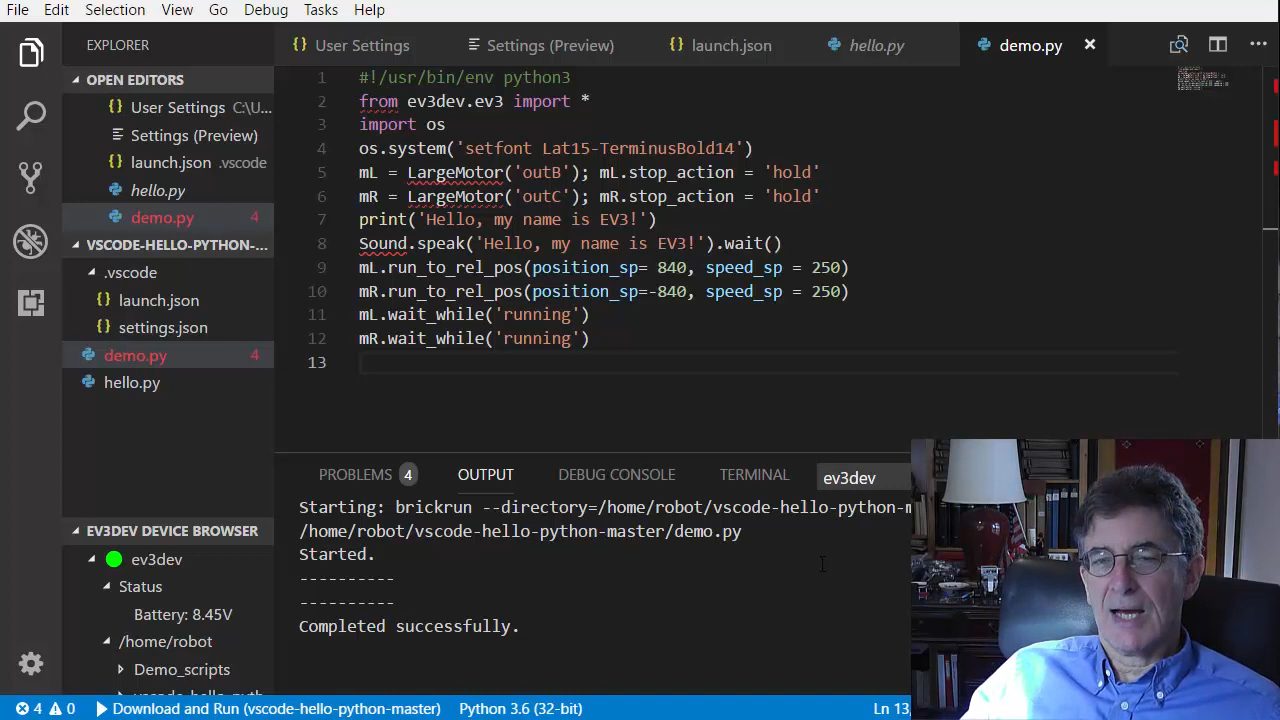 File Edit Selection View Go Debug Tasks Help
EXPLORER
OPEN EDITORS
User Settings C:\U...
Settings (Preview)
launch.json .vscode
hello.py
demo.py 4
VSCODE-HELLO-PYTHON-...
.vscode
launch.json
settings.json
demo.py 4
hello.py
EV3DEV DEVICE BROWSER
ev3dev
Status
Battery: 8.45V
/home/robot
Demo_scripts
User Settings Settings (Preview) launch.json hello.py demo.py
1 #!/usr/bin/env python3
2 from ev3dev.ev3 import *
3 import os
4 os.system('setfont Lat15-TerminusBold14')
5 mL = LargeMotor('outB'); mL.stop_action = 'hold'
6 mR = LargeMotor('outC'); mR.stop_action = 'hold'
7 print('Hello, my name is EV3!')
8 Sound.speak('Hello, my name is EV3!').wait()
9 mL.run_to_rel_pos(position_sp= 840, speed_sp = 250)
10 mR.run_to_rel_pos(position_sp=-840, speed_sp = 250)
11 mL.wait_while('running')
12 mR.wait_while('running')
13
PROBLEMS 4 OUTPUT DEBUG CONSOLE TERMINAL ev3dev
Starting: brickrun --directory=/home/robot/vscode-hello-python-m
/home/robot/vscode-hello-python-master/demo.py
Started.
----------
----------
Completed successfully.
4 0 Download and Run (vscode-hello-python-master) Python 3.6 (32-bit) Ln 13,